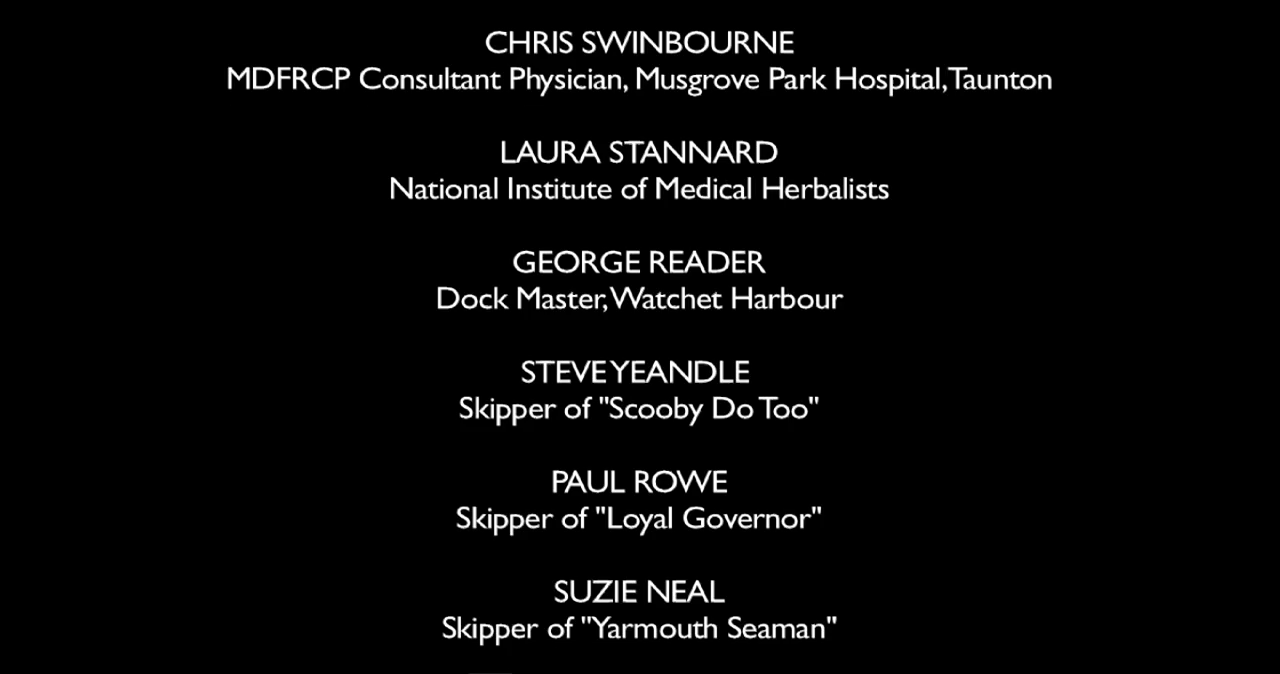 CHRIS SWINBOURNE
MDFRCP Consultant Physician, Musgrove Park Hospital, Taunton
LAURA STANNARD
National Institute of Medical Herbalists
GEORGE READER
Dock Master, Watchet Harbour
STEVE YEANDLE
Skipper of "Scooby Do Too"
PAUL ROWE
Skipper of "Loyal Governor"
SUZIE NEAL
Skipper of "Yarmouth Seaman"